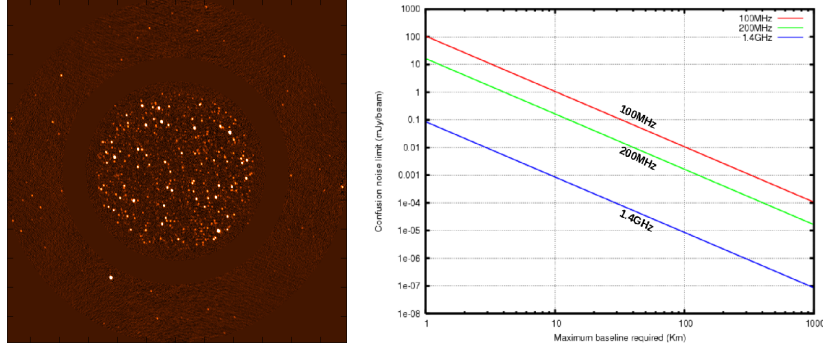 1000
100
10
1
0.1
0.01
0.001
1e-04
1e-05
1e-06
1e-07
1e-08
Confusion noise limit (mJy/beam)
100MHz
200MHz
1.4GHz
100MHz
200MHz
1.4GHz
1 10 100 1000
Maximum baseline required (Km)